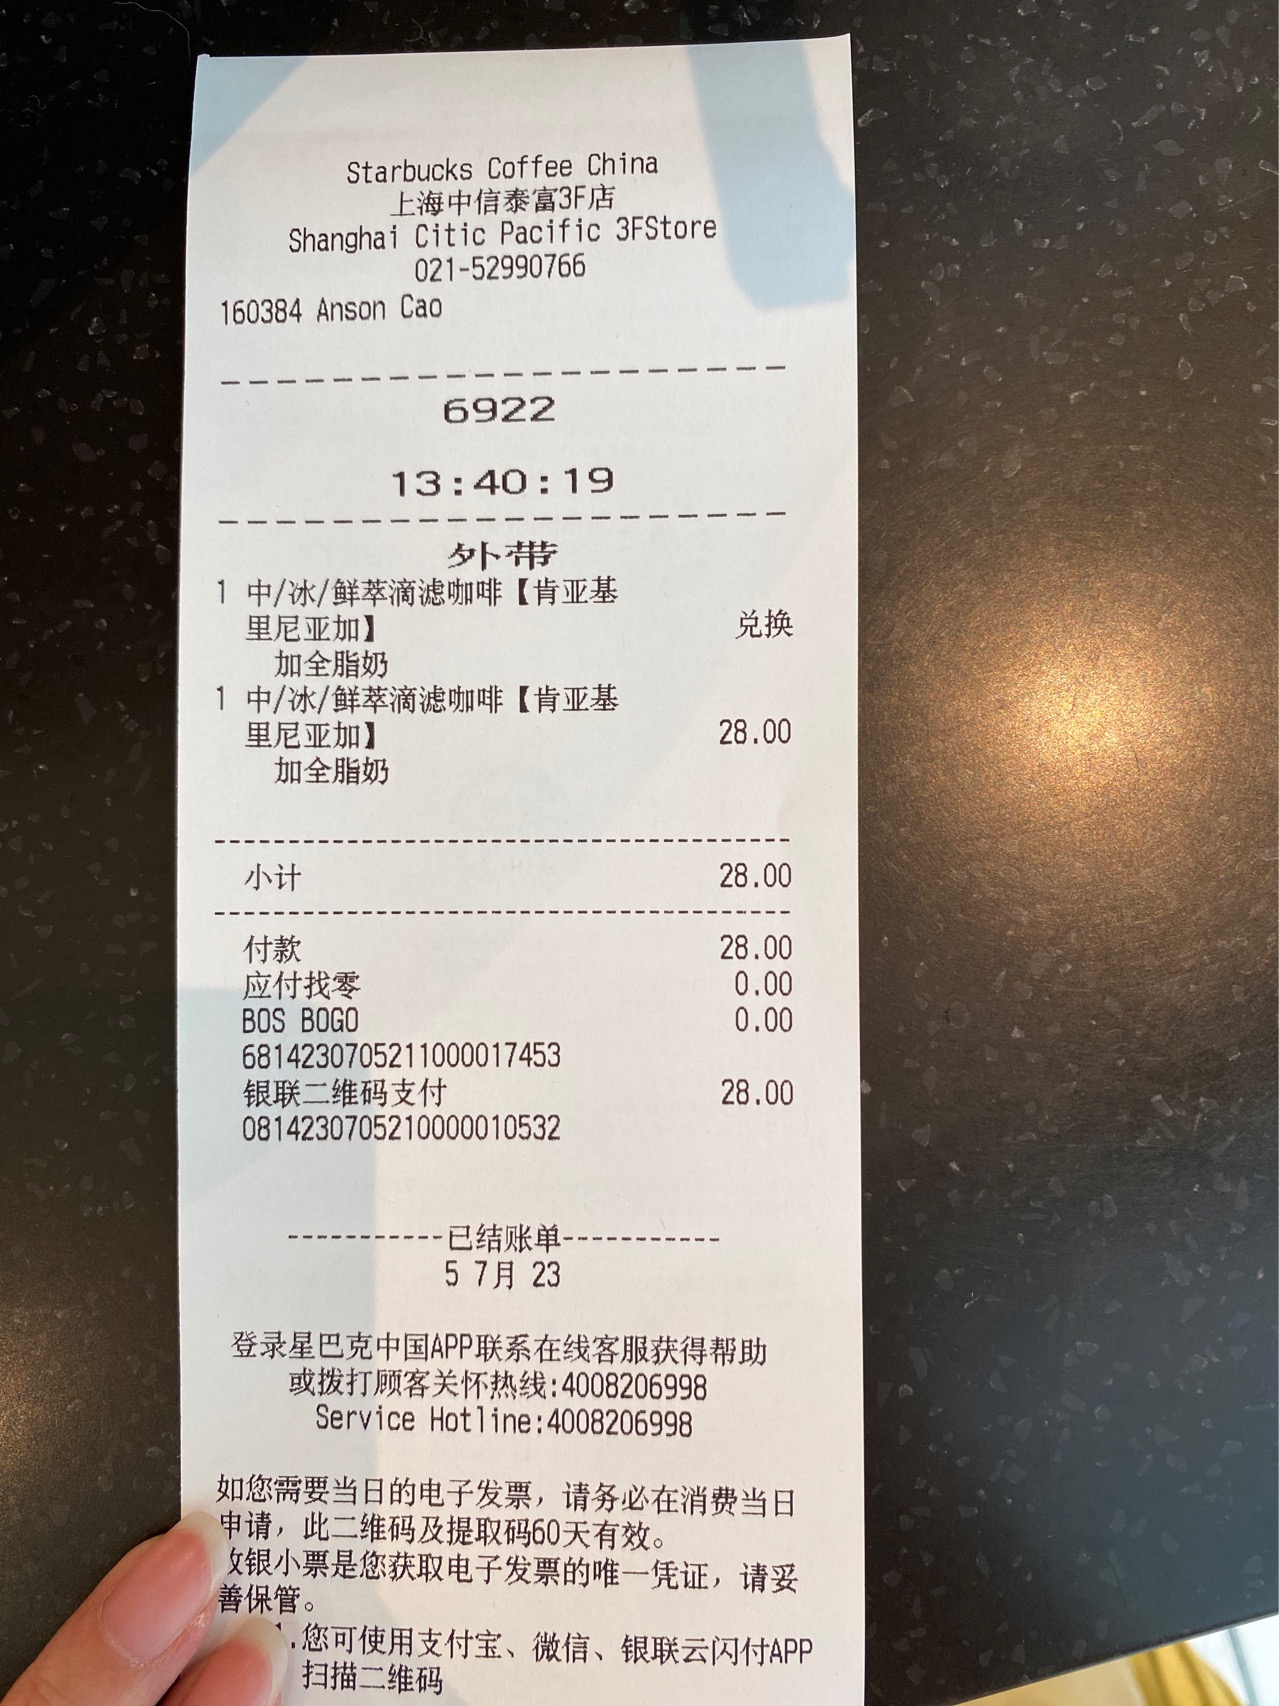 Starbucks Coffee China
上海中信泰富3F店
Shanghai Citic Pacific 3FStore
021-52990766
160384 Anson Cao
--------------------
6922
13:40:19
--------------------
外带
1 中/冰/鲜萃滴滤咖啡【肯亚基
里尼亚加】 兑换
加全脂奶
1 中/冰/鲜萃滴滤咖啡【肯亚基
里尼亚加】 28.00
加全脂奶
----------------------------------------
小计 28.00
----------------------------------------
付款 28.00
应付找零 0.00
BOS BOGO 0.00
6814230705211000017453
银联二维码支付 28.00
0814230705210000010532
-----------已结账单-----------
5 7月 23
登录星巴克中国APP联系在线客服获得帮助
或拨打顾客关怀热线:4008206998
Service Hotline:4008206998
如您需要当日的电子发票，请务必在消费当日
申请，此二维码及提取码60天有效。
收银小票是您获取电子发票的唯一凭证，请妥
善保管。
1.您可使用支付宝、微信、银联云闪付APP
扫描二维码